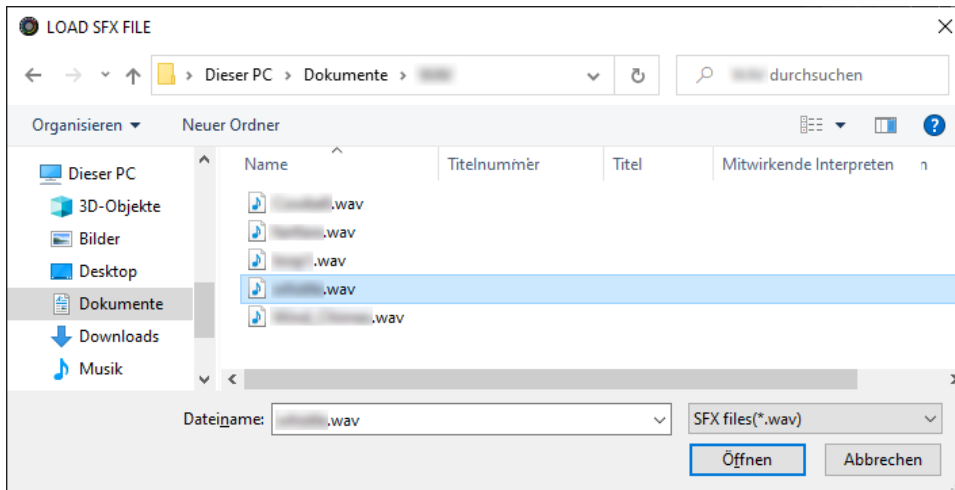 LOAD SFX FILE
Dieser PC > Dokumente >
durchsuchen
Organisieren Neuer Ordner
Name Titelnummer Titel Mitwirkende Interpreten
Dieser PC
3D-Objekte
Bilder
Desktop
Dokumente
Downloads
Musik
.wav
.wav
.wav
.wav
.wav
Dateiname: .wav
SFX files(*.wav)
Öffnen Abbrechen